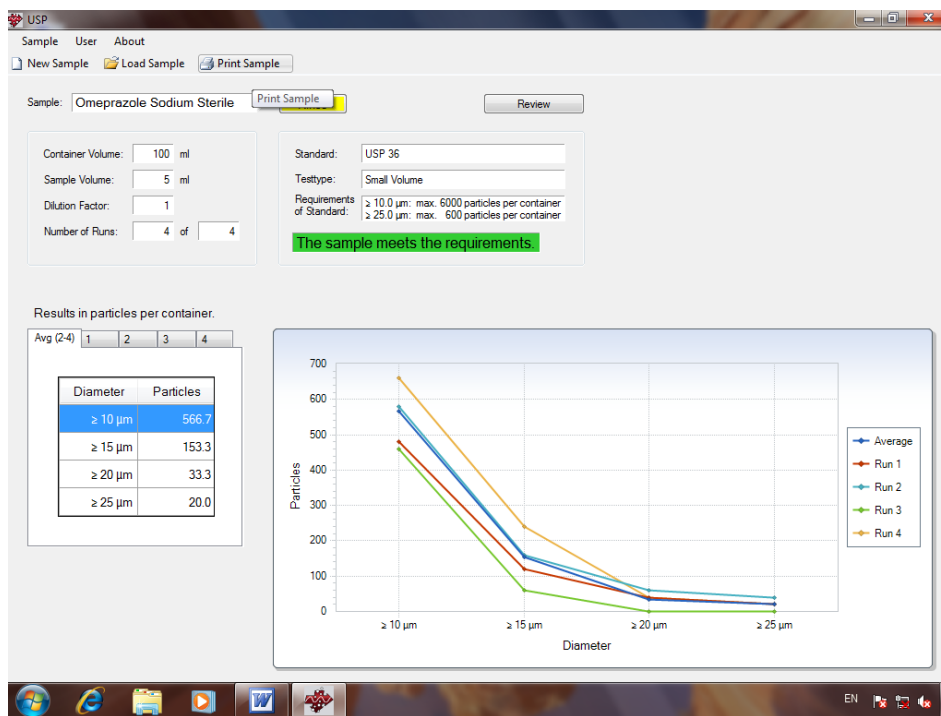 USP
Sample User About
New Sample Load Sample Print Sample
Sample: Omeprazole Sodium Sterile Print Sample Review
Container Volume: 100 ml
Sample Volume: 5 ml
Dilution Factor: 1
Number of Runs: 4 of 4
Standard: USP 36
Testtype: Small Volume
Requirements of Standard:
≥ 10.0 µm: max. 6000 particles per container
≥ 25.0 µm: max. 600 particles per container
The sample meets the requirements.
Results in particles per container.
Avg (2-4) 1 2 3 4
Diameter Particles
≥ 10 µm 566.7
≥ 15 µm 153.3
≥ 20 µm 33.3
≥ 25 µm 20.0
Particles
700
600
500
400
300
200
100
0
≥ 10 µm ≥ 15 µm ≥ 20 µm ≥ 25 µm
Diameter
Average
Run 1
Run 2
Run 3
Run 4
EN